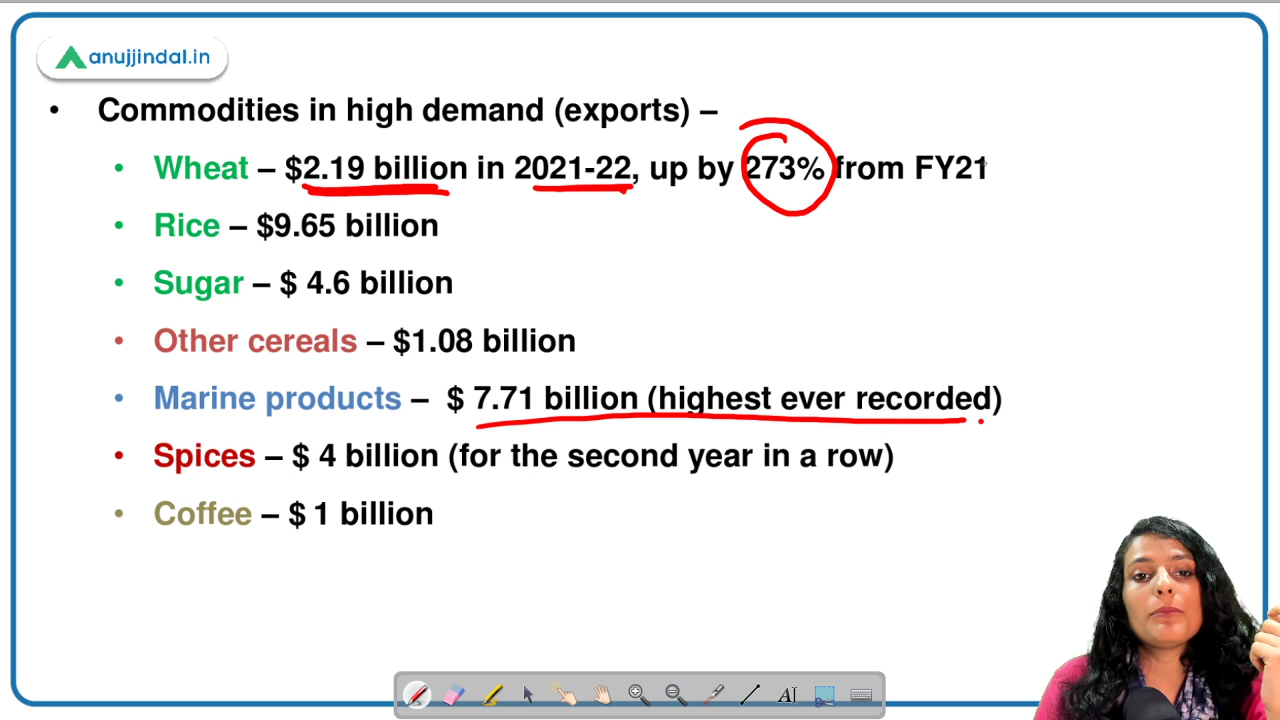 anujjindal.in
• Commodities in high demand (exports) –
• Wheat – $2.19 billion in 2021-22, up by 273% from FY21
• Rice – $9.65 billion
• Sugar – $ 4.6 billion
• Other cereals – $1.08 billion
• Marine products – $ 7.71 billion (highest ever recorded)
• Spices – $ 4 billion (for the second year in a row)
• Coffee – $ 1 billion
A